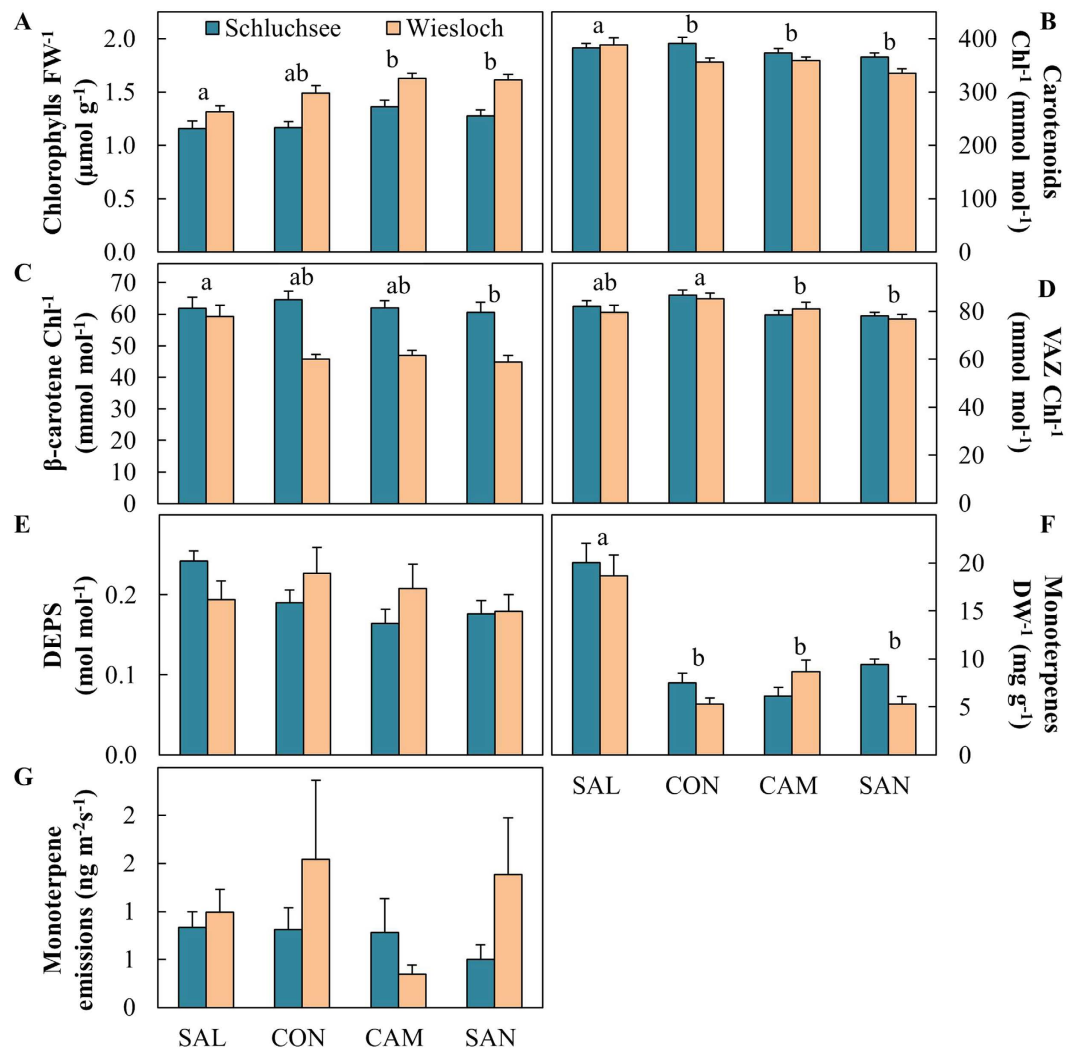 A
Schluchsee
Wiesloch
Chlorophylls FW⁻¹
(µmol g⁻¹)
2.0
1.5
1.0
0.5
0.0
a
ab
b
b
B
Carotenoids
Chl⁻¹ (mmol mol⁻¹)
400
300
200
100
0
a
b
b
b
C
β-carotene Chl⁻¹
(mmol mol⁻¹)
70
60
50
40
30
20
10
0
a
ab
ab
b
D
VAZ Chl⁻¹
(mmol mol⁻¹)
80
60
40
20
0
ab
a
b
b
E
DEPS
(mol mol⁻¹)
0.2
0.1
0.0
F
Monoterpenes
DW⁻¹ (mg g⁻¹)
20
15
10
5
0
a
b
b
b
SAL CON CAM SAN
G
Monoterpene
emissions (ng m⁻²s⁻¹)
2
2
1
1
0
SAL CON CAM SAN